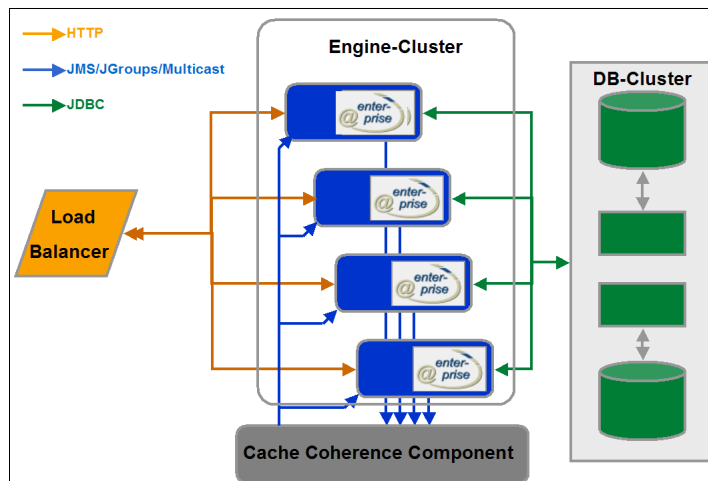 HTTP
JMS/JGroups/Multicast
JDBC
Engine-Cluster
DB-Cluster
enter-
@ prise
enter-
@ prise
enter-
@ prise
enter-
@ prise
Load
Balancer
Cache Coherence Component